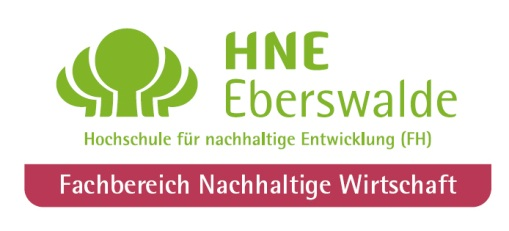 HNE
Eberswalde
Hochschule für nachhaltige Entwicklung (FH)
Fachbereich Nachhaltige Wirtschaft